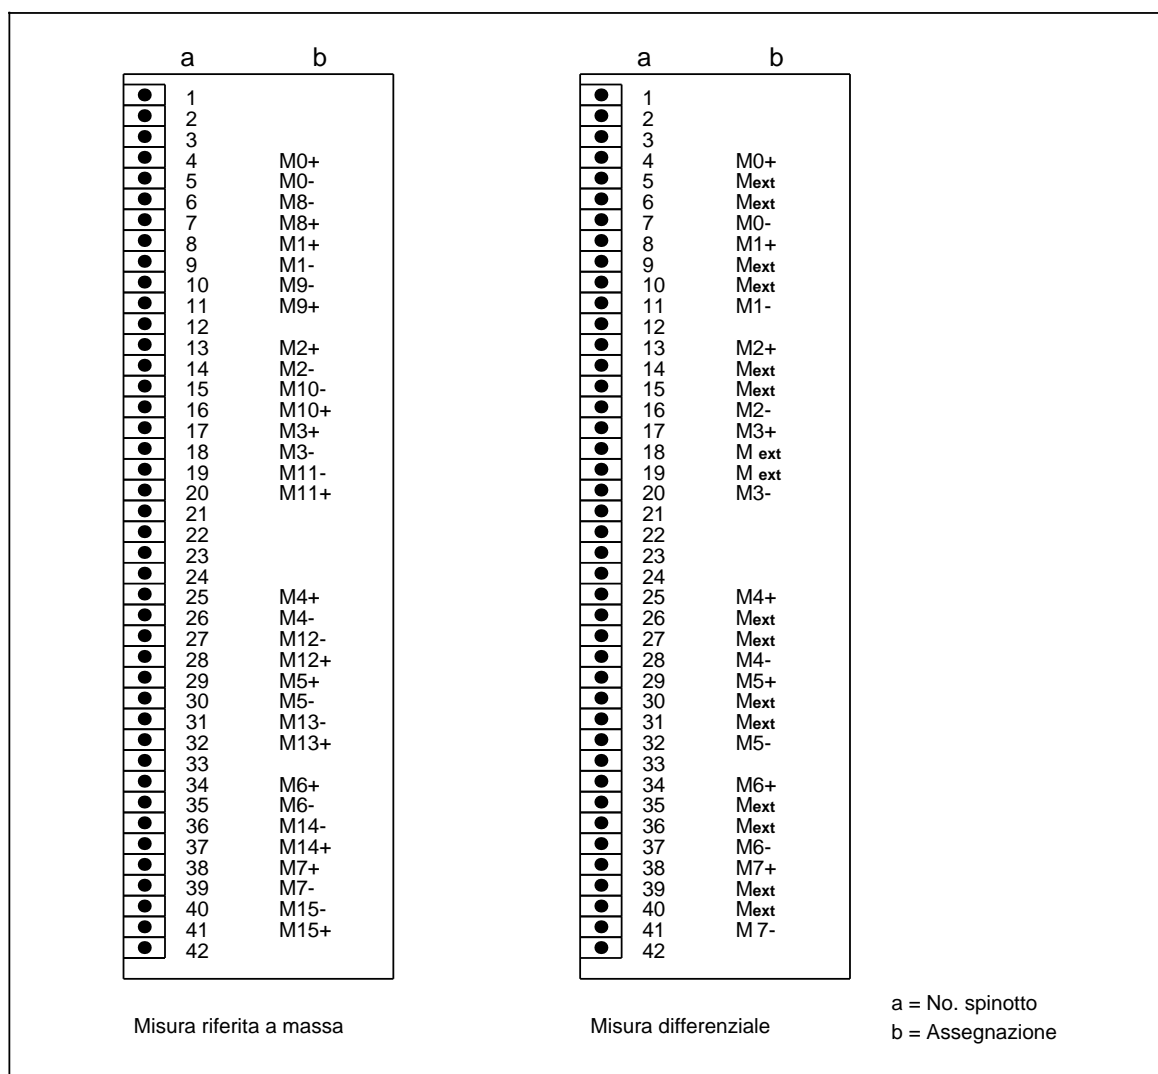 a b
1
2
3
4 M0+
5 M0-
6 M8-
7 M8+
8 M1+
9 M1-
10 M9-
11 M9+
12
13 M2+
14 M2-
15 M10-
16 M10+
17 M3+
18 M3-
19 M11-
20 M11+
21
22
23
24
25 M4+
26 M4-
27 M12-
28 M12+
29 M5+
30 M5-
31 M13-
32 M13+
33
34 M6+
35 M6-
36 M14-
37 M14+
38 M7+
39 M7-
40 M15-
41 M15+
42
Misura riferita a massa
a b
1
2
3
4 M0+
5 Mext
6 Mext
7 M0-
8 M1+
9 Mext
10 Mext
11 M1-
12
13 M2+
14 Mext
15 Mext
16 M2-
17 M3+
18 M ext
19 M ext
20 M3-
21
22
23
24
25 M4+
26 Mext
27 Mext
28 M4-
29 M5+
30 Mext
31 Mext
32 M5-
33
34 M6+
35 Mext
36 Mext
37 M6-
38 M7+
39 Mext
40 Mext
41 M 7-
42
Misura differenziale
a = No. spinotto
b = Assegnazione